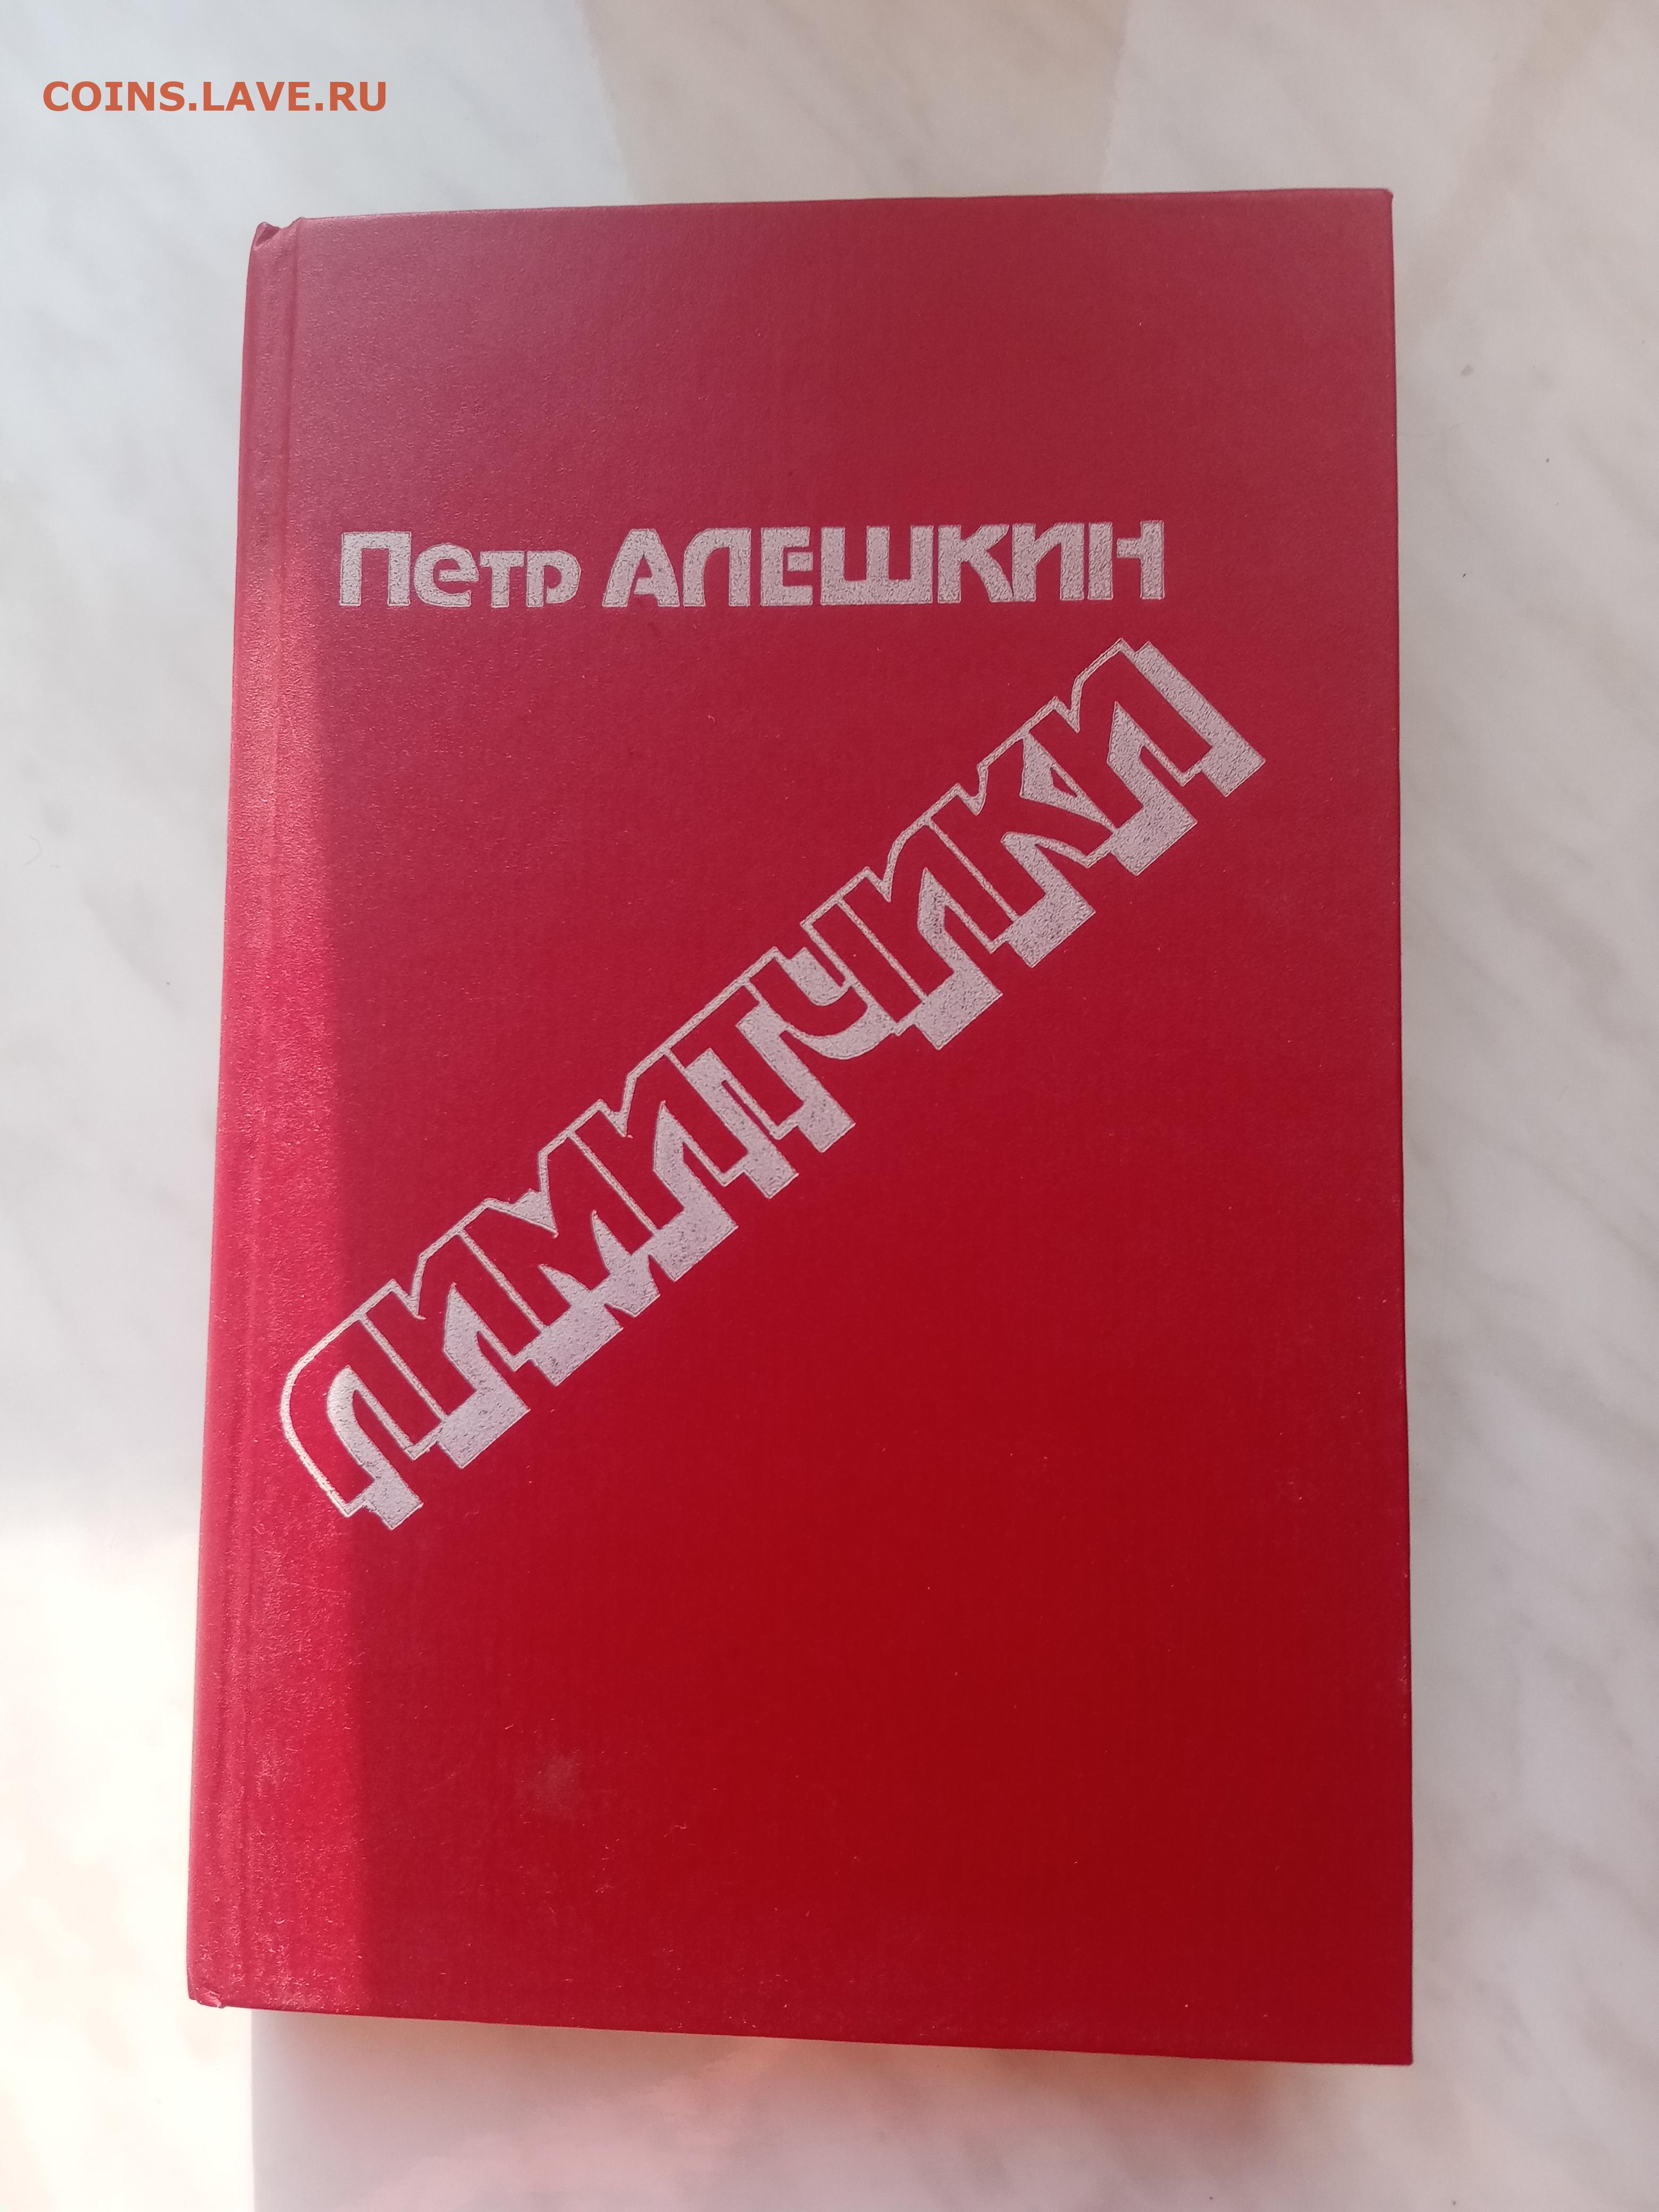 COINS.LAVE.RU
Петр АЛЕШКИН
ЛИМИТЧИКИ